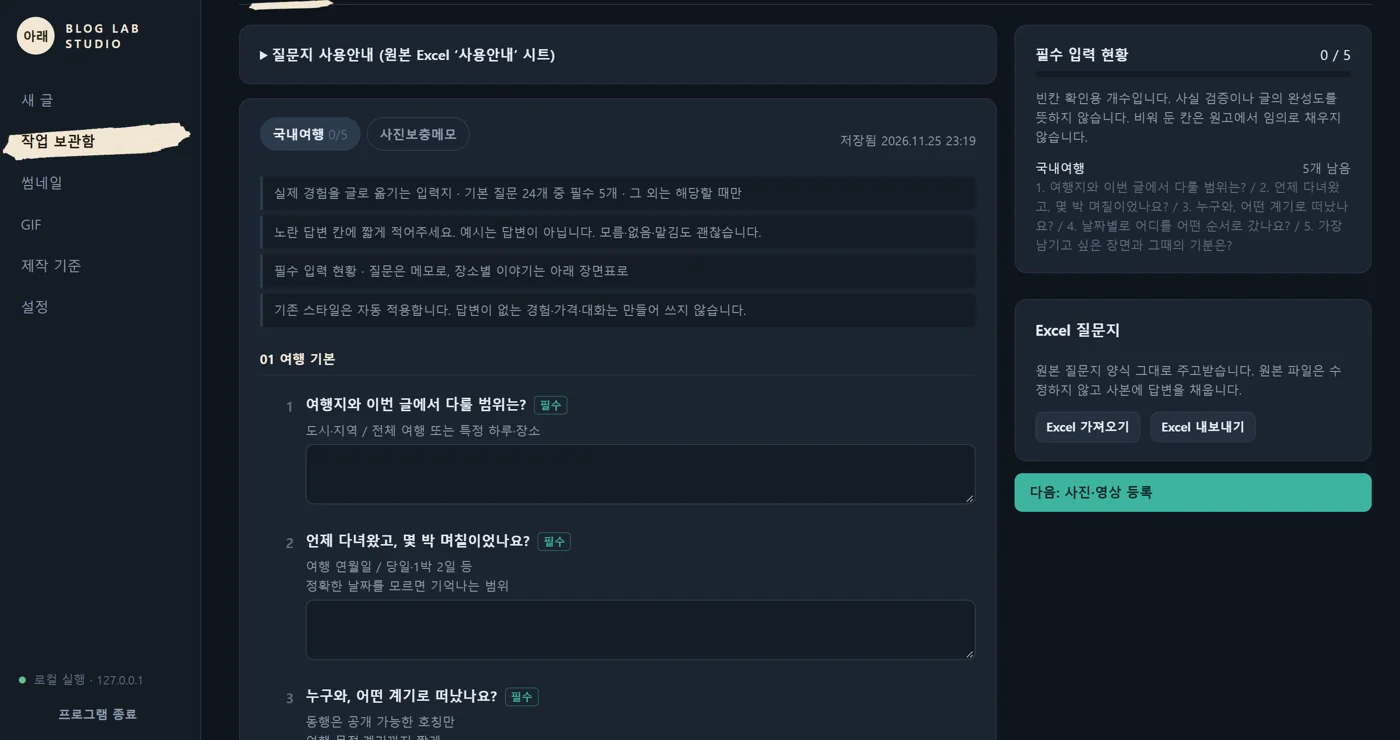 아래
BLOG LAB
STUDIO
새 글
작업 보관함
썸네일
GIF
제작 기준
설정
로컬 실행 · 127.0.0.1
프로그램 종료
▶ 질문지 사용안내 (원본 Excel ‘사용안내’ 시트)
국내여행 0/5
사진보충메모
저장됨 2026.11.25 23:19
실제 경험을 글로 옮기는 입력지 · 기본 질문 24개 중 필수 5개 · 그 외는 해당할 때만
노란 답변 칸에 짧게 적어주세요. 예시는 답변이 아닙니다. 모름·없음·맡김도 괜찮습니다.
필수 입력 현황 · 질문은 메모로, 장소별 이야기는 아래 장면표로
기존 스타일은 자동 적용합니다. 답변이 없는 경험·가격·대화는 만들어 쓰지 않습니다.
01 여행 기본
1 여행지와 이번 글에서 다룰 범위는? 필수
도시·지역 / 전체 여행 또는 특정 하루·장소
2 언제 다녀왔고, 몇 박 며칠이었나요? 필수
여행 연월일 / 당일·1박 2일 등
정확한 날짜를 모르면 기억나는 범위
3 누구와, 어떤 계기로 떠났나요? 필수
동행은 공개 가능한 호칭만
필수 입력 현황 0 / 5
빈칸 확인용 개수입니다. 사실 검증이나 글의 완성도를
뜻하지 않습니다. 비워 둔 칸은 원고에서 임의로 채우지
않습니다.
국내여행 5개 남음
1. 여행지와 이번 글에서 다룰 범위는? / 2. 언제 다녀왔
고, 몇 박 며칠이었나요? / 3. 누구와, 어떤 계기로 떠났나
요? / 4. 날짜별로 어디를 어떤 순서로 갔나요? / 5. 가장
남기고 싶은 장면과 그때의 기분은?
Excel 질문지
원본 질문지 양식 그대로 주고받습니다. 원본 파일은 수
정하지 않고 사본에 답변을 채웁니다.
Excel 가져오기
Excel 내보내기
다음: 사진·영상 등록